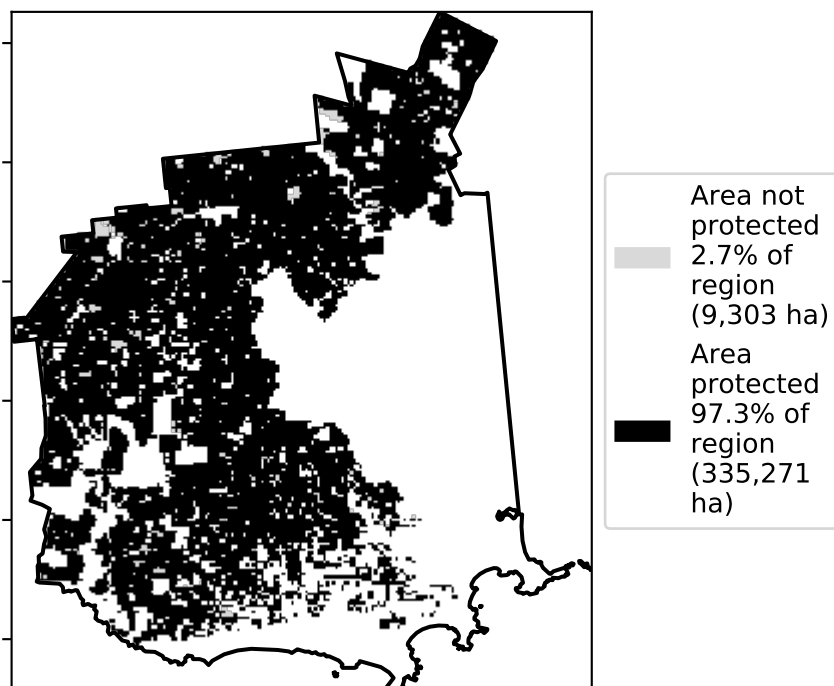 Area not
protected
2.7% of
region
(9,303 ha)
Area
protected
97.3% of
region
(335,271
ha)